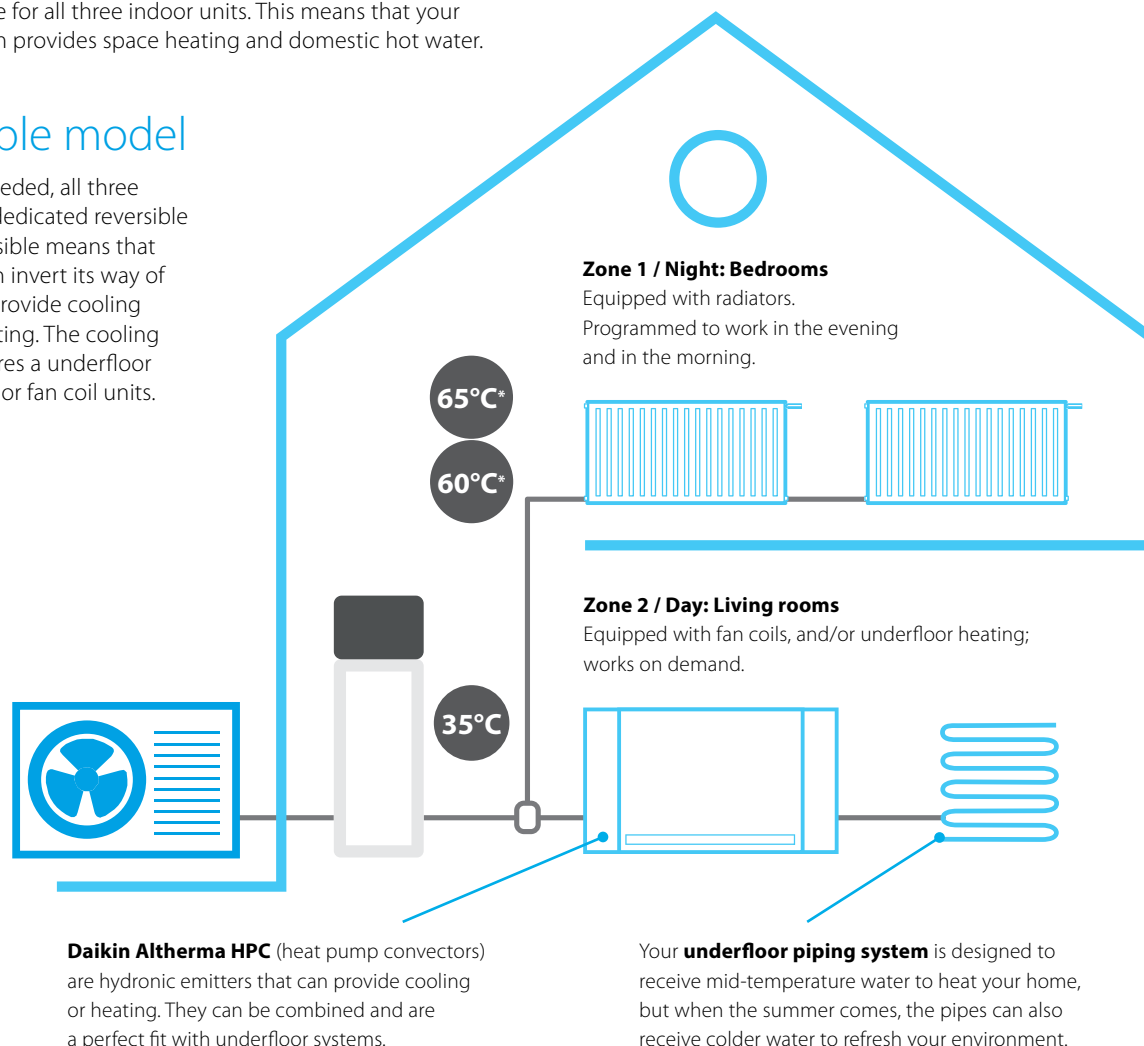 e for all three indoor units. This means that your
n provides space heating and domestic hot water.
ble model
eded, all three
dedicated reversible
sible means that
n invert its way of
provide cooling
ting. The cooling
res a underfloor
or fan coil units.
Zone 1 / Night: Bedrooms
Equipped with radiators.
Programmed to work in the evening
and in the morning.
65°C*
60°C*
Zone 2 / Day: Living rooms
Equipped with fan coils, and/or underfloor heating;
works on demand.
35°C
Daikin Altherma HPC (heat pump convectors)
are hydronic emitters that can provide cooling
or heating. They can be combined and are
a perfect fit with underfloor systems.
Your underfloor piping system is designed to
receive mid-temperature water to heat your home,
but when the summer comes, the pipes can also
receive colder water to refresh your environment.